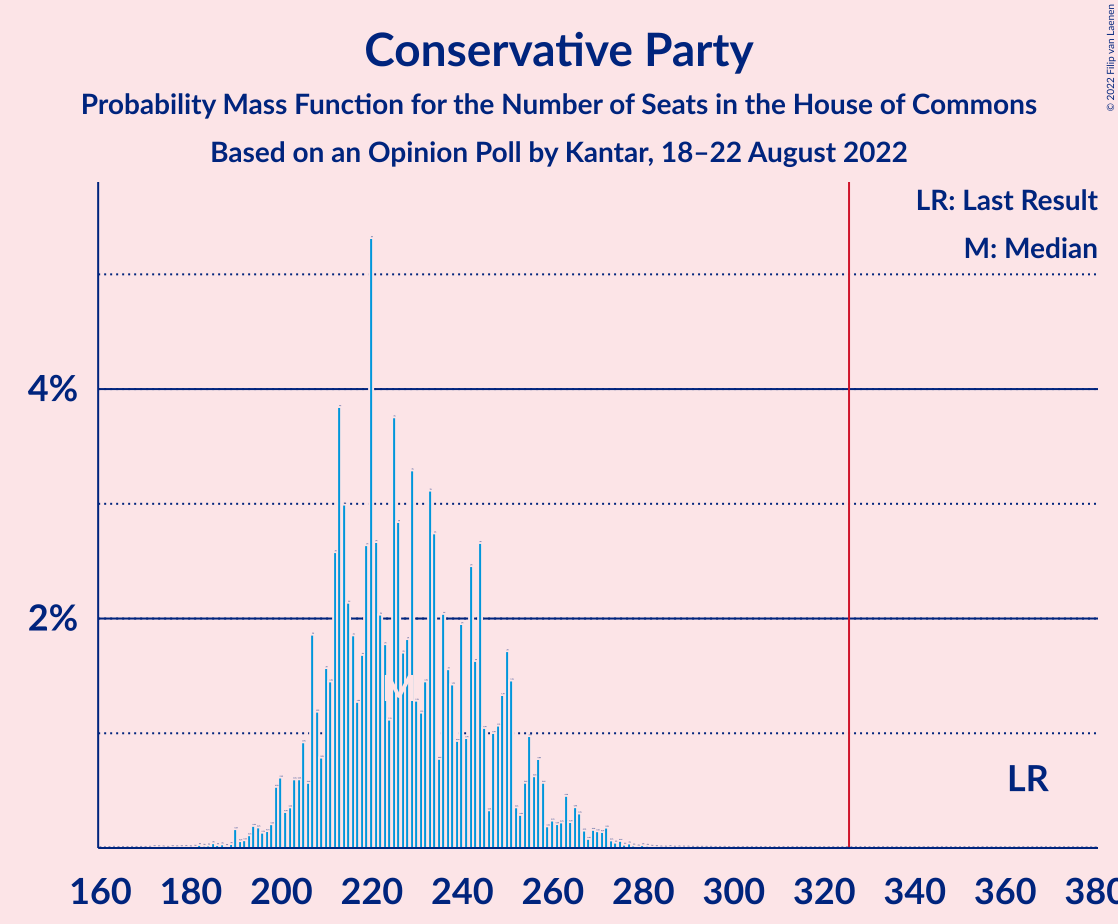 Conservative Party
Probability Mass Function for the Number of Seats in the House of Commons
Based on an Opinion Poll by Kantar, 18–22 August 2022
© 2022 Filip van Laenen
LR: Last Result
M: Median
4%
2%
M
LR
160 180 200 220 240 260 280 300 320 340 360 380